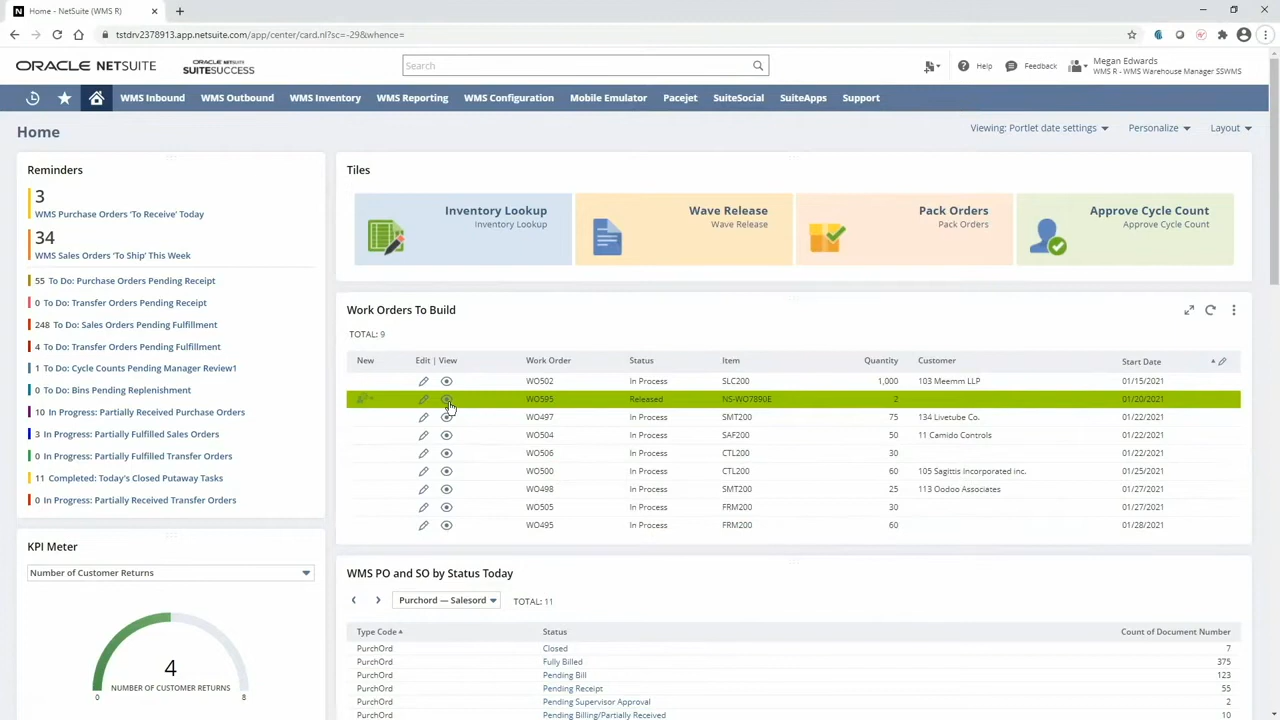 Home - NetSuite (WMS R)
tstdrv2378913.app.netsuite.com/app/center/card.nl?sc=-29&whence=
ORACLE NETSUITE
ORACLE NETSUITE
SUITESUCCESS
Search
Help
Feedback
Megan Edwards
WMS R - WMS Warehouse Manager SSWMS
WMS Inbound
WMS Outbound
WMS Inventory
WMS Reporting
WMS Configuration
Mobile Emulator
Pacejet
SuiteSocial
SuiteApps
Support
Home
Viewing: Portlet date settings
Personalize
Layout
Reminders
3
WMS Purchase Orders 'To Receive' Today
34
WMS Sales Orders 'To Ship' This Week
55 To Do: Purchase Orders Pending Receipt
0 To Do: Transfer Orders Pending Receipt
248 To Do: Sales Orders Pending Fulfillment
4 To Do: Transfer Orders Pending Fulfillment
1 To Do: Cycle Counts Pending Manager Review1
0 To Do: Bins Pending Replenishment
10 In Progress: Partially Received Purchase Orders
3 In Progress: Partially Fulfilled Sales Orders
0 In Progress: Partially Fulfilled Transfer Orders
11 Completed: Today's Closed Putaway Tasks
0 In Progress: Partially Received Transfer Orders
KPI Meter
Number of Customer Returns
4
NUMBER OF CUSTOMER RETURNS
0 8
Tiles
Inventory Lookup
Inventory Lookup
Wave Release
Wave Release
Pack Orders
Pack Orders
Approve Cycle Count
Approve Cycle Count
Work Orders To Build
TOTAL: 9
New Edit | View Work Order Status Item Quantity Customer Start Date
WO502 In Process SLC200 1,000 103 Meemm LLP 01/15/2021
WO595 Released NS-WO7890E 2 01/20/2021
WO497 In Process SMT200 75 134 Livetube Co. 01/22/2021
WO504 In Process SAF200 50 11 Camido Controls 01/22/2021
WO506 In Process CTL200 30 01/22/2021
WO500 In Process CTL200 60 105 Sagittis Incorporated inc. 01/25/2021
WO498 In Process SMT200 25 113 Oodoo Associates 01/27/2021
WO505 In Process FRM200 30 01/27/2021
WO495 In Process FRM200 60 01/28/2021
WMS PO and SO by Status Today
Purchord — Salesord
TOTAL: 11
Type Code Status Count of Document Number
PurchOrd Closed 7
PurchOrd Fully Billed 375
PurchOrd Pending Bill 123
PurchOrd Pending Receipt 55
PurchOrd Pending Supervisor Approval 2
PurchOrd Pending Billing/Partially Received 10